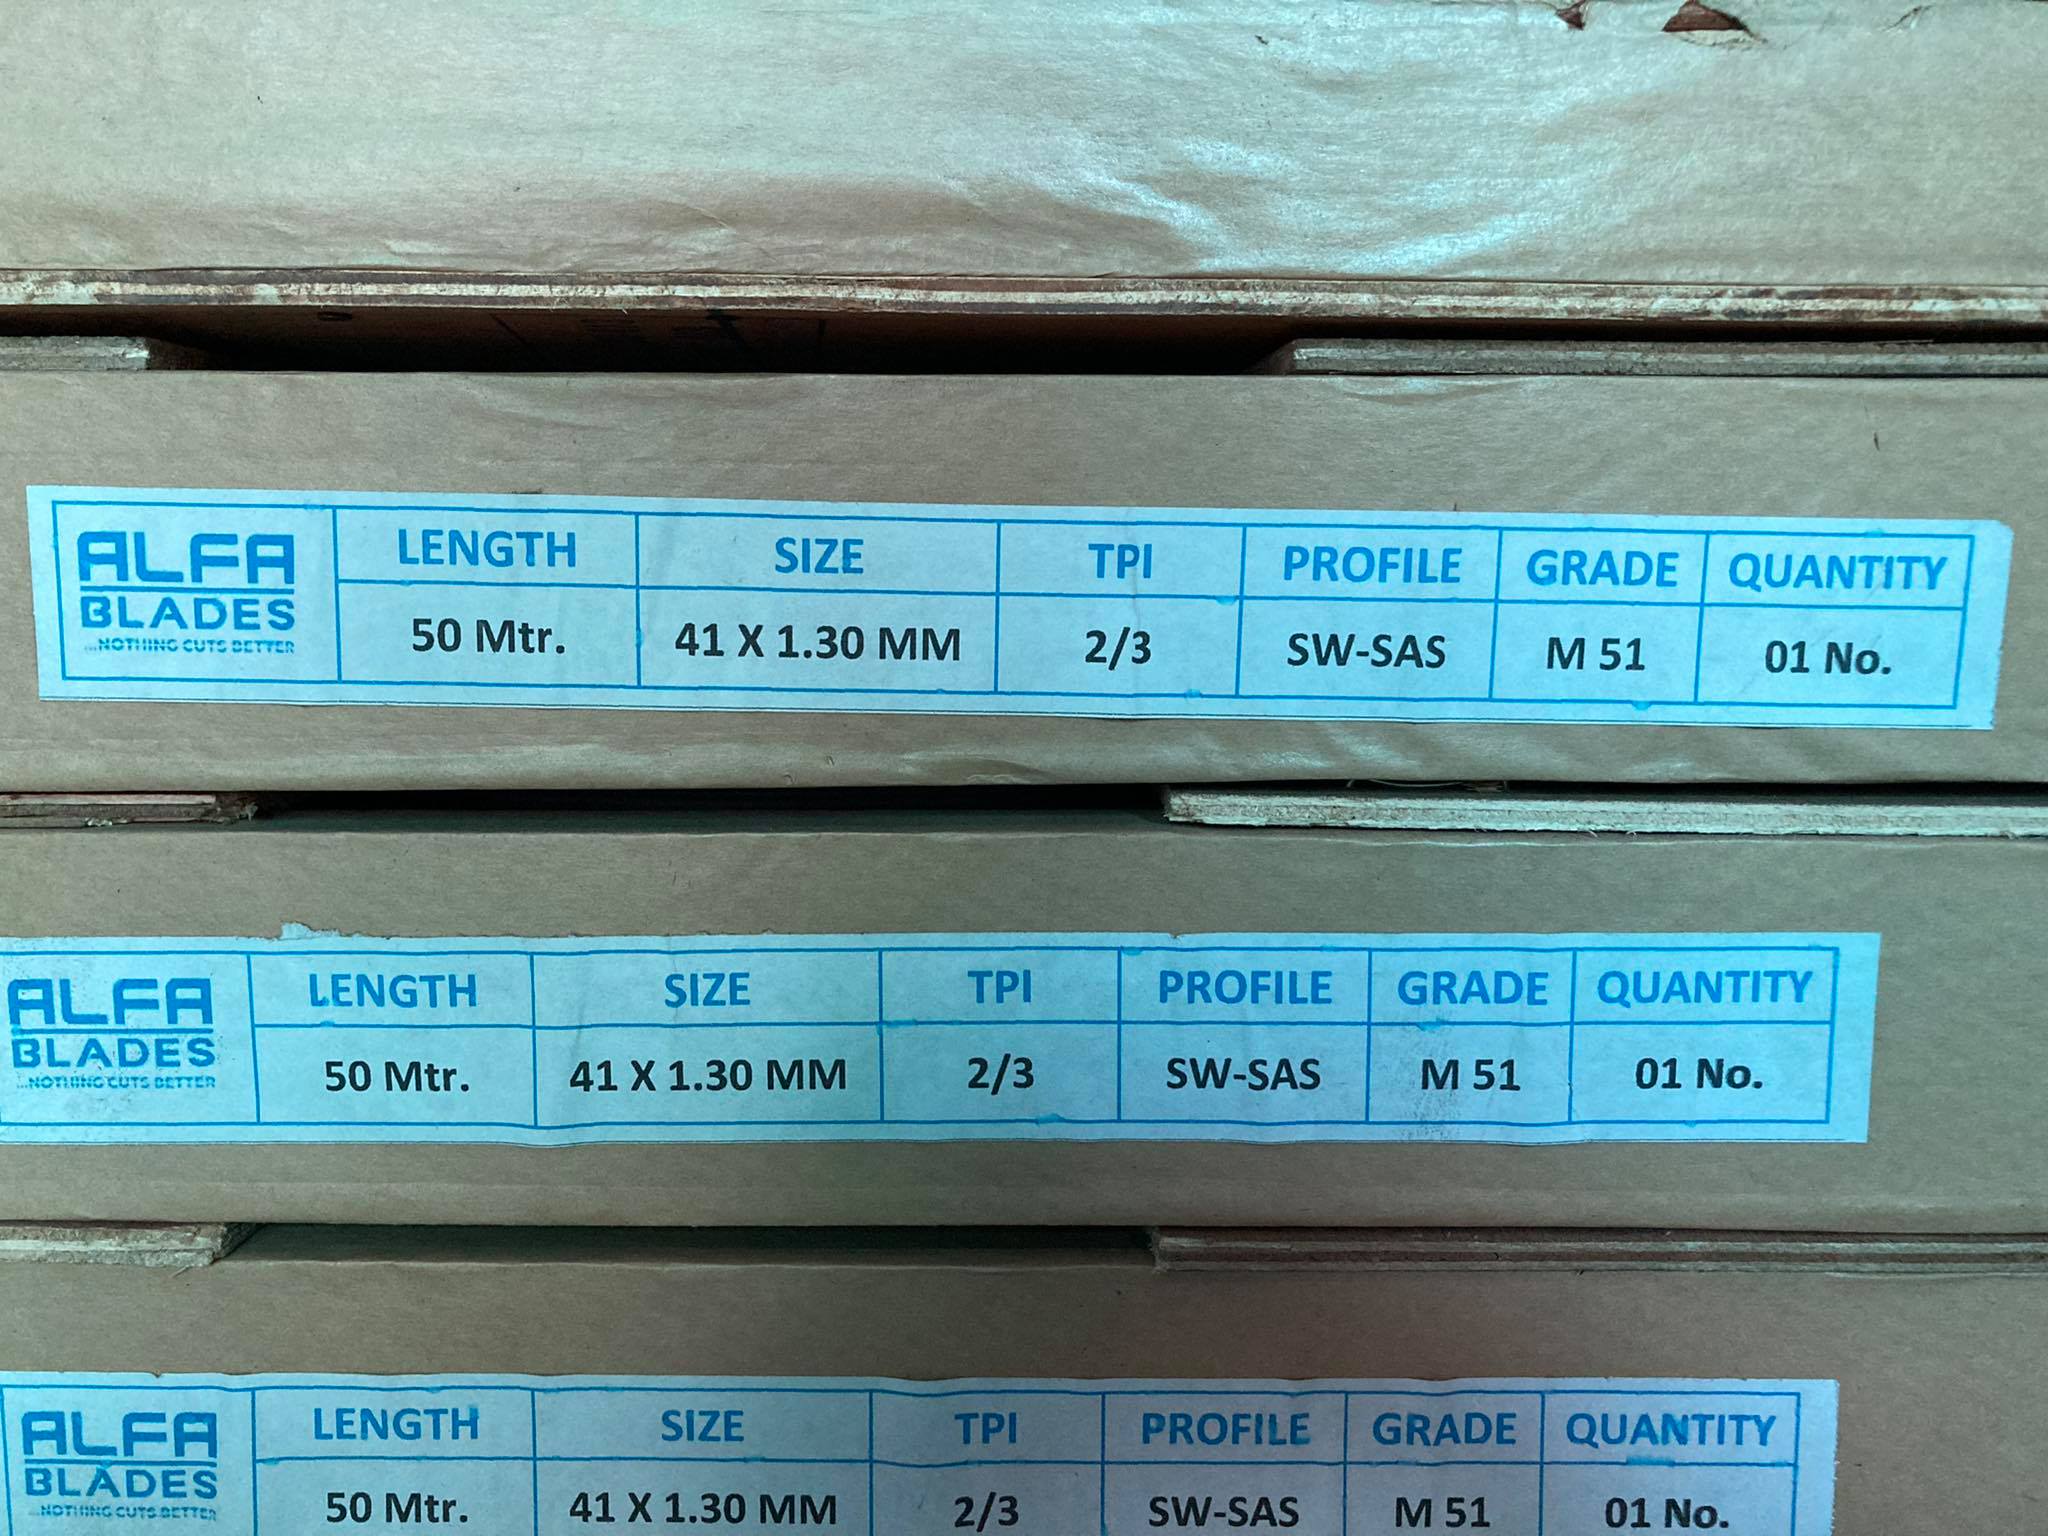 ALFA
BLADES
...NOTHING CUTS BETTER
LENGTH SIZE TPI PROFILE GRADE QUANTITY
50 Mtr. 41 X 1.30 MM 2/3 SW-SAS M 51 01 No.
ALFA
BLADES
...NOTHING CUTS BETTER
LENGTH SIZE TPI PROFILE GRADE QUANTITY
50 Mtr. 41 X 1.30 MM 2/3 SW-SAS M 51 01 No.
ALFA
BLADES
...NOTHING CUTS BETTER
LENGTH SIZE TPI PROFILE GRADE QUANTITY
50 Mtr. 41 X 1.30 MM 2/3 SW-SAS M 51 01 No.